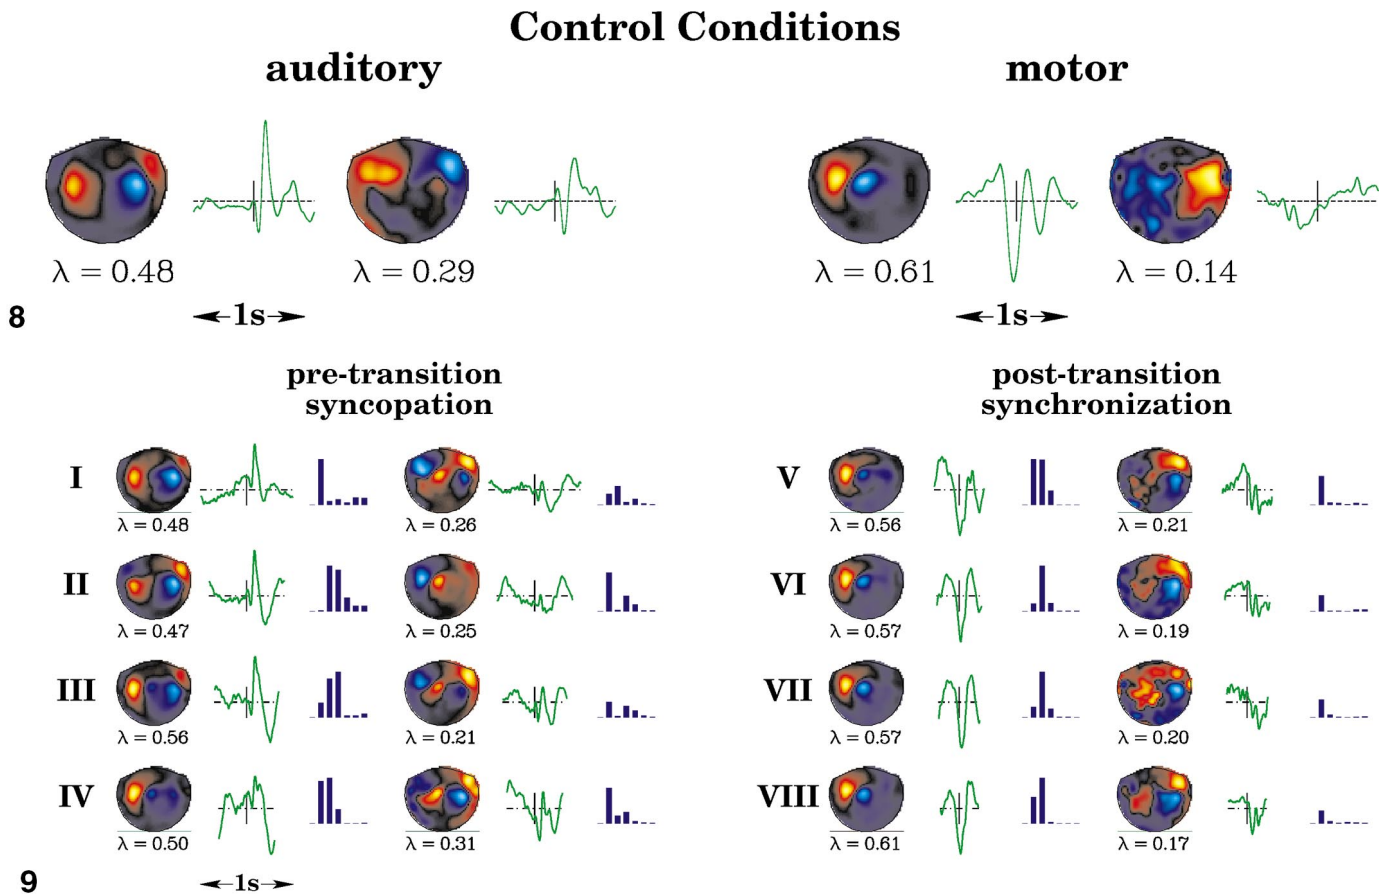 Control Conditions
auditory
motor
λ = 0.48
λ = 0.29
λ = 0.61
λ = 0.14
8
1s
1s
pre-transition
syncopation
post-transition
synchronization
I
λ = 0.48
λ = 0.26
V
λ = 0.56
λ = 0.21
II
λ = 0.47
λ = 0.25
VI
λ = 0.57
λ = 0.19
III
λ = 0.56
λ = 0.21
VII
λ = 0.57
λ = 0.20
IV
λ = 0.50
λ = 0.31
VIII
λ = 0.61
λ = 0.17
9
1s